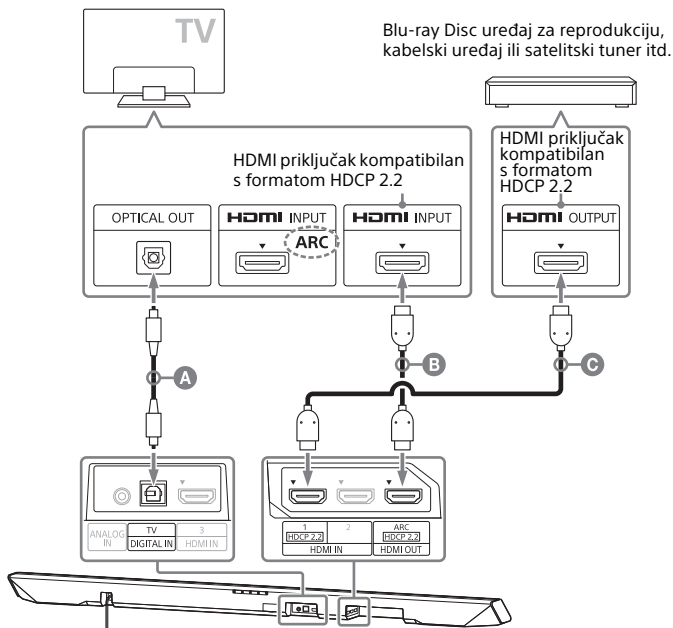 TV
Blu-ray Disc uređaj za reprodukciju,
kabelski uređaj ili satelitski tuner itd.
HDMI priključak kompatibilan
s formatom HDCP 2.2
HDMI priključak
kompatibilan
s formatom
HDCP 2.2
OPTICAL OUT
HDMI INPUT
ARC
HDMI INPUT
HDMI OUTPUT
A
B
C
ANALOG
IN
TV
DIGITAL IN
3
HDMI IN
1
HDCP 2.2
2
HDMI IN
ARC
HDCP 2.2
HDMI OUT